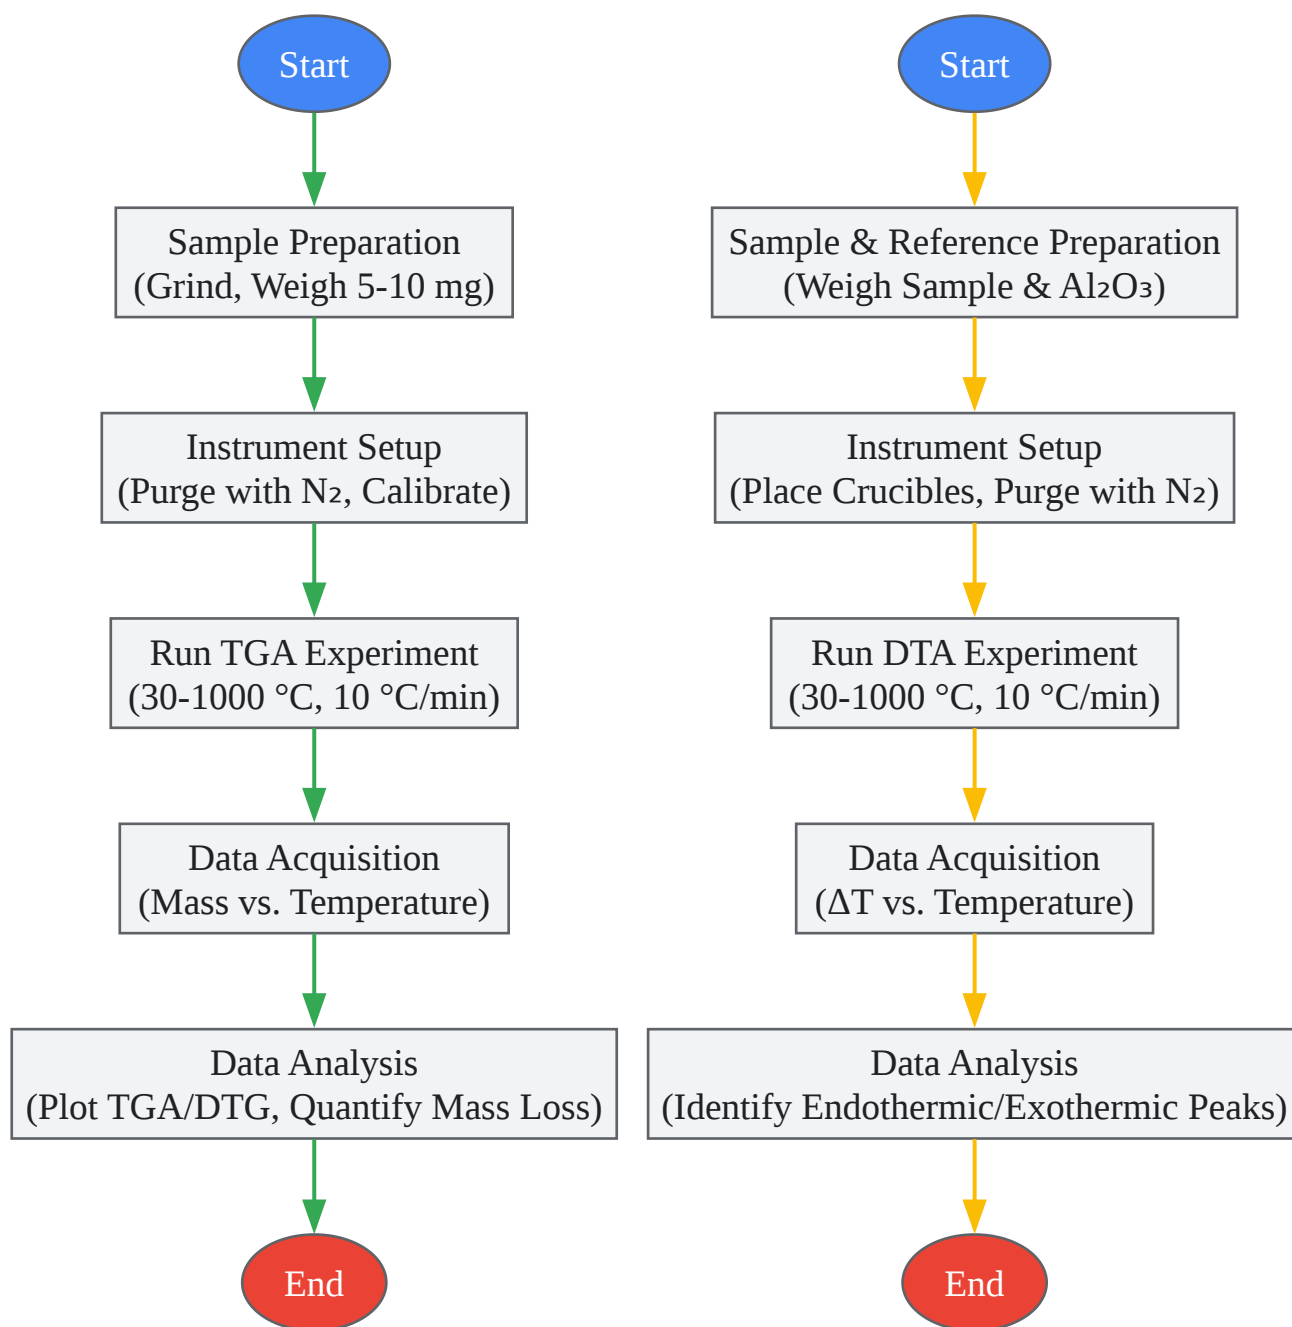 Start
Sample Preparation
(Grind, Weigh 5-10 mg)
Instrument Setup
(Purge with N₂, Calibrate)
Run TGA Experiment
(30-1000 °C, 10 °C/min)
Data Acquisition
(Mass vs. Temperature)
Data Analysis
(Plot TGA/DTG, Quantify Mass Loss)
End
Start
Sample & Reference Preparation
(Weigh Sample & Al₂O₃)
Instrument Setup
(Place Crucibles, Purge with N₂)
Run DTA Experiment
(30-1000 °C, 10 °C/min)
Data Acquisition
(ΔT vs. Temperature)
Data Analysis
(Identify Endothermic/Exothermic Peaks)
End